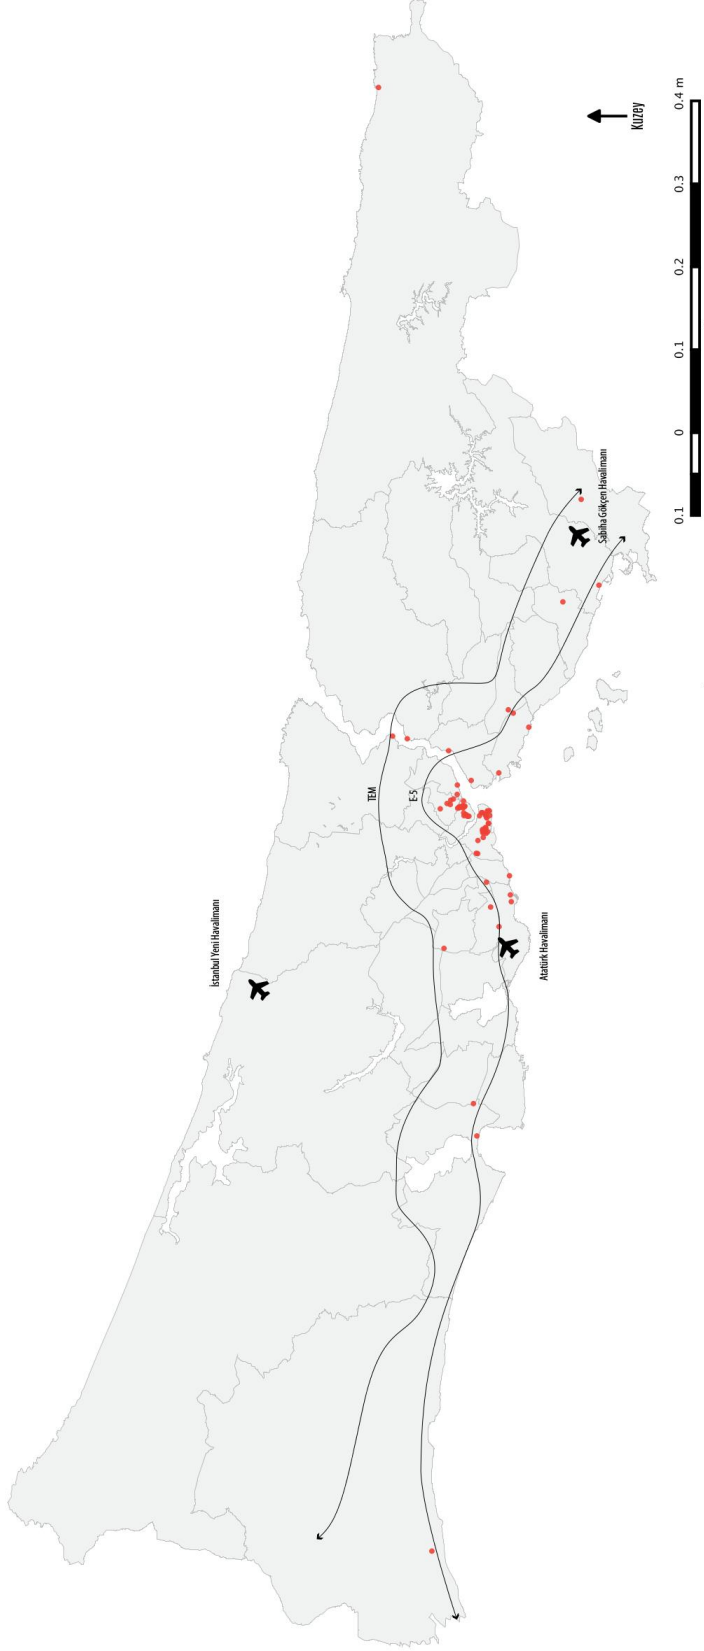 İstanbul Yeni Havalimanı
TEM
E-5
Atatürk Havalimanı
Sabiha Gökçen Havalimanı
Kuzey
0.1 0 0.1 0.2 0.3 0.4 m